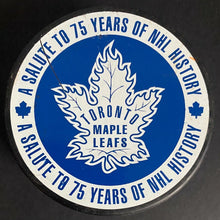 A SALUTE TO 75 YEARS OF NHL HISTORY
TORONTO
MAPLE
LEAFS
A SALUTE TO 75 YEARS OF NHL HISTORY